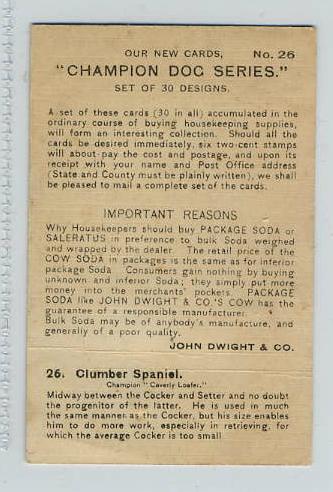 OUR NEW CARDS, No. 26
"CHAMPION DOG SERIES."
SET OF 30 DESIGNS.
A set of these cards (30 in all) accumulated in the
ordinary course of buying housekeeping supplies,
will form an interesting collection. Should all the
cards be desired immediately, six two-cent stamps
will about pay the cost and postage, and upon its
receipt with your name and Post Office address
(State and County must be plainly written), we shall
be pleased to mail a complete set of the cards.
IMPORTANT REASONS
Why Housekeepers should buy PACKAGE SODA or
SALERATUS in preference to bulk Soda weighed
and wrapped by the dealer. The retail price of the
COW SODA in packages is the same as for inferior
package Soda Consumers gain nothing by buying
unknown and inferior Soda; they simply put more
money into the merchants' pockets. PACKAGE
SODA like JOHN DWIGHT & CO.'S COW has the
guarantee of a responsible manufacturer.
Bulk Soda may be of anybody's manufacture, and
generally of a poor quality.
JOHN DWIGHT & CO.
26. Clumber Spaniel.
Champion "Caverly Loafer."
Midway between the Cocker and Setter and no doubt
the progenitor of the latter. He is used in much
the same manner as the Cocker, but his size enables
him to do more work, especially in retrieving, for
which the average Cocker is too small